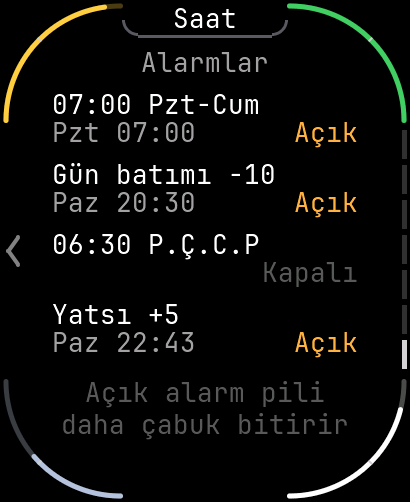 Saat
Alarmlar
07:00 Pzt-Cum
Pzt 07:00 Açık
Gün batımı -10
Paz 20:30 Açık
06:30 P.Ç.C.P
Kapalı
Yatsı +5
Paz 22:43 Açık
Açık alarm pili
daha çabuk bitirir